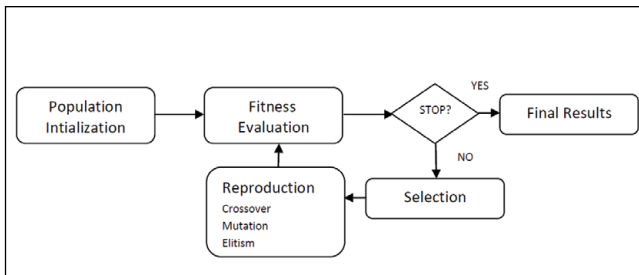 Population
Intialization
Fitness
Evaluation
STOP?
YES
Final Results
NO
Selection
Reproduction
Crossover
Mutation
Elitism